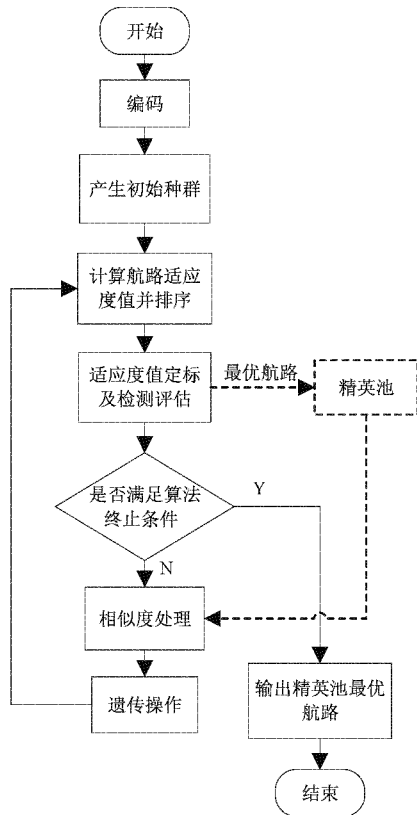 开始
编码
产生初始种群
计算航路适应
度值并排序
适应度值定标
及检测评估
最优航路
精英池
是否满足算法
终止条件
Y
N
相似度处理
遗传操作
输出精英池最优
航路
结束